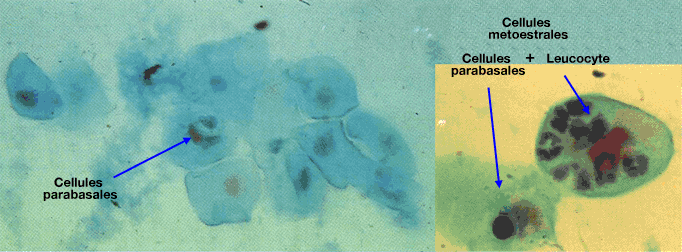 Cellules
metoestrales
Cellules + Leucocyte
parabasales
Cellules
parabasales